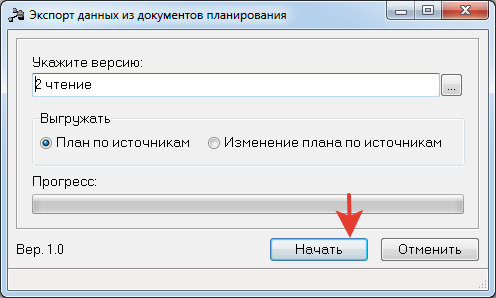 Экспорт данных из документов планирования
Укажите версию:
2 чтение
...
Выгружать
План по источникам
Изменение плана по источникам
Прогресс:
Вер. 1.0
Начать
Отменить